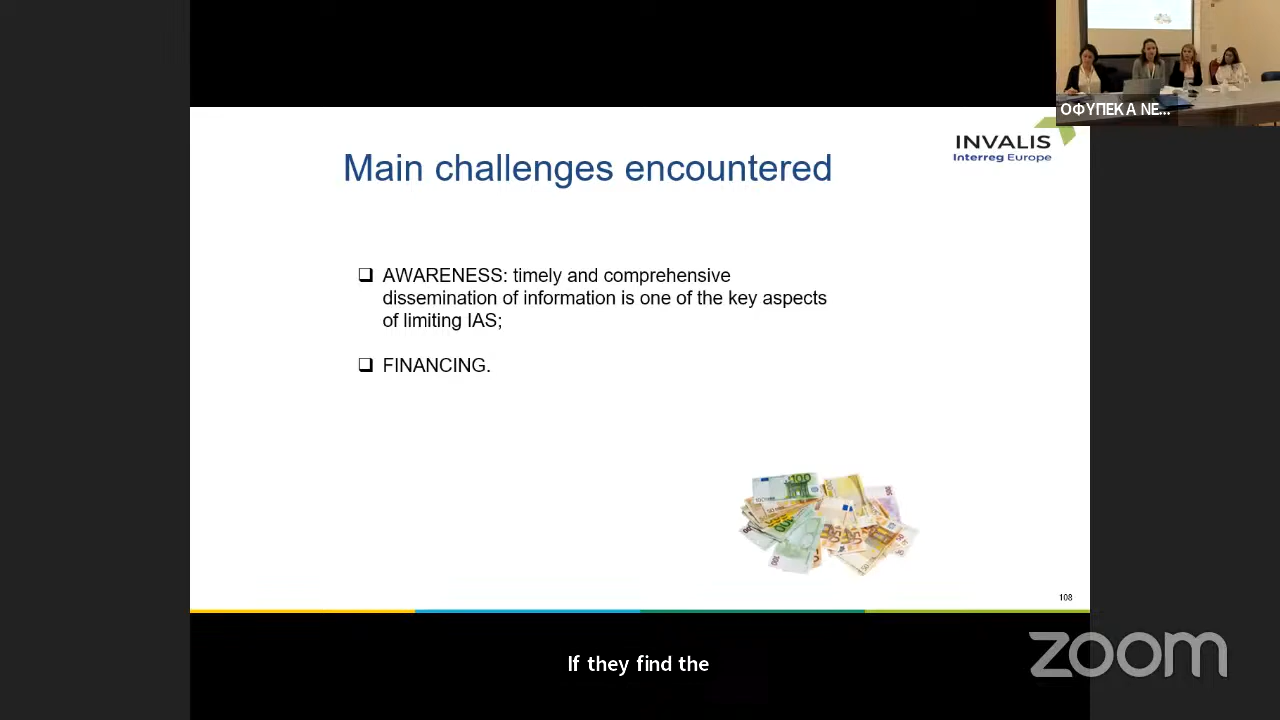 ΟΦΥΠΕΚΑ ΝΕ...
INVALIS
Interreg Europe
Main challenges encountered
❑ AWARENESS: timely and comprehensive
dissemination of information is one of the key aspects
of limiting IAS;
❑ FINANCING.
100
108
If they find the
zoom